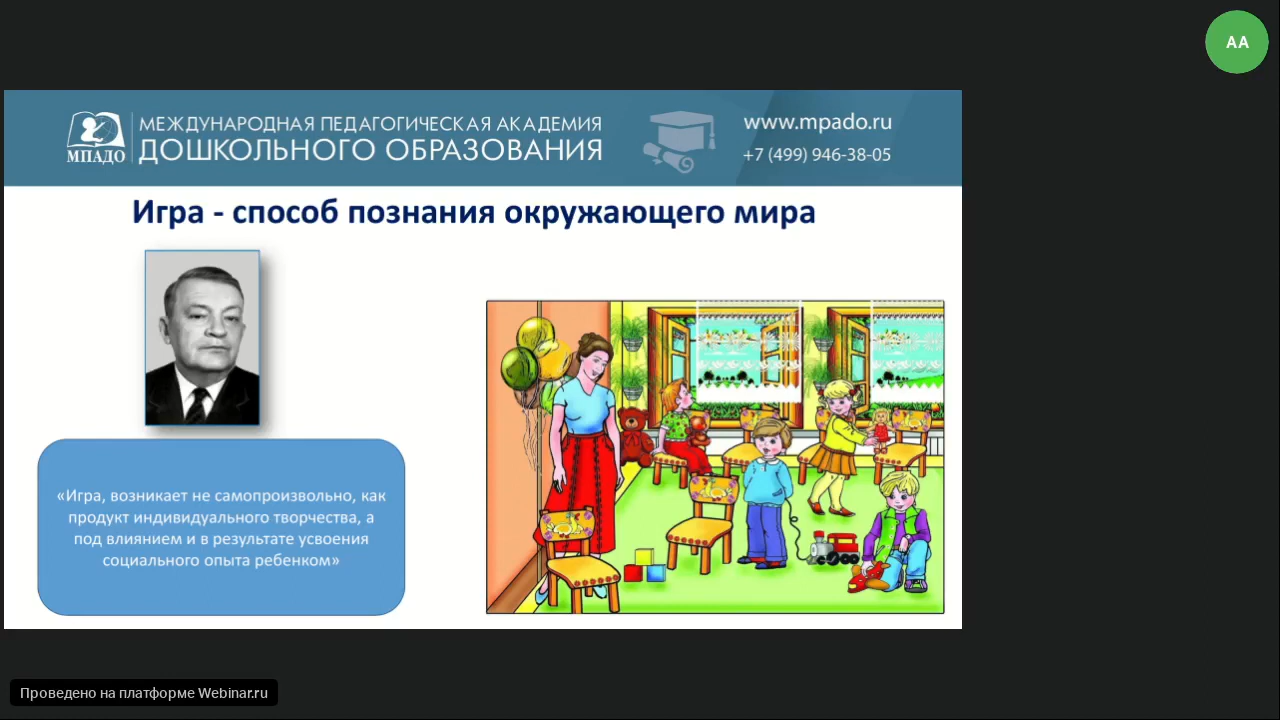 АА
МЕЖДУНАРОДНАЯ ПЕДАГОГИЧЕСКАЯ АКАДЕМИЯ
ДОШКОЛЬНОГО ОБРАЗОВАНИЯ
МПАДО
www.mpado.ru
+7 (499) 946-38-05
Игра - способ познания окружающего мира
«Игра, возникает не самопроизвольно, как
продукт индивидуального творчества, а
под влиянием и в результате усвоения
социального опыта ребенком»
Проведено на платформе Webinar.ru